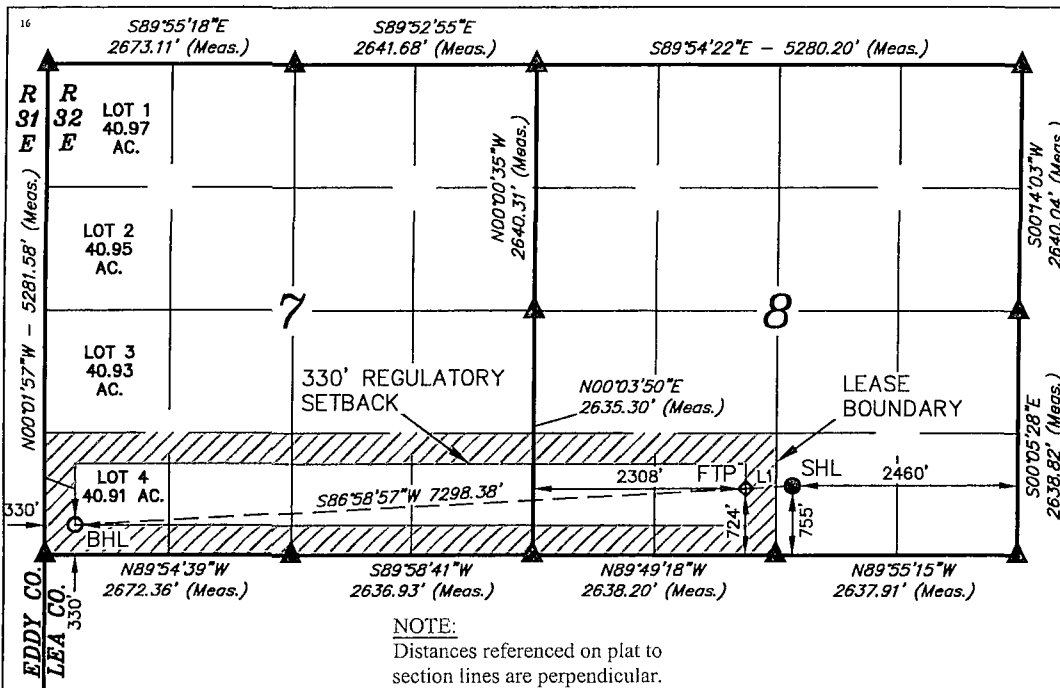 16
S89°55'18"E
2673.11' (Meas.)
S89°52'55"E
2641.68' (Meas.)
S89°54'22"E – 5280.20' (Meas.)
R
31
E
R
32
E
LOT 1
40.97
AC.
N00°00'35"W
2640.31' (Meas.)
S00°14'03"W
2640.04' (Meas.)
N00°01'57"W – 5281.58' (Meas.)
LOT 2
40.95
AC.
7
8
LOT 3
40.93
AC.
330' REGULATORY
SETBACK
N00°03'50"E
2635.30' (Meas.)
LEASE
BOUNDARY
S00°05'28"E
2638.82' (Meas.)
LOT 4
40.91 AC.
S86°58'57"W 7298.38'
2308'
FTP
L1
SHL
2460'
330'
BHL
724'
755'
EDDY CO.
LEA CO.
330'
N89°54'39"W
2672.36' (Meas.)
S89°58'41"W
2636.93' (Meas.)
N89°49'18"W
2638.20' (Meas.)
N89°55'15"W
2637.91' (Meas.)
NOTE:
Distances referenced on plat to
section lines are perpendicular.